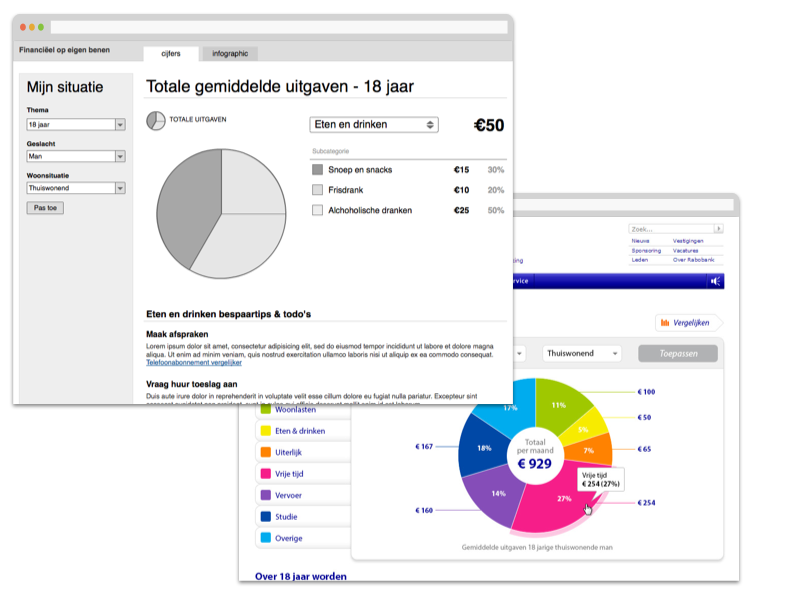 Financiëel op eigen benen
cijfers
infographic
Mijn situatie
Thema
18 jaar
Geslacht
Man
Woonsituatie
Thuiswonend
Pas toe
Totale gemiddelde uitgaven - 18 jaar
TOTALE UITGAVEN
Eten en drinken
€50
Subcategorie
Snoep en snacks €15 30%
Frisdrank €10 20%
Alchoholische dranken €25 50%
Eten en drinken bespaartips & todo's
Maak afspraken
Lorem ipsum dolor sit amet, consectetur adipisicing elit, sed do eiusmod tempor incididunt ut labore et dolore magna
aliqua. Ut enim ad minim veniam, quis nostrud exercitation ullamco laboris nisi ut aliquip ex ea commodo consequat.
Telefoonabonnement vergelijker
Vraag huur toeslag aan
Duis aute irure dolor in reprehenderit in voluptate velit esse cillum dolore eu fugiat nulla pariatur. Excepteur sint
Zoek...
Nieuws Vestigingen
Sponsoring Vacatures
Leden Over Rabobank
Vergelijken
Thuiswonend
Toepassen
Woonlasten
Eten & drinken
Uiterlijk
Vrije tijd
Vervoer
Studie
Overige
17%
11%
5%
7%
27%
14%
18%
€ 100
€ 50
€ 65
€ 254
€ 160
€ 167
Totaal
per maand
€ 929
Vrije tijd
€ 254 (27%)
Gemiddelde uitgaven 18 jarige thuiswonende man
Over 18 jaar worden